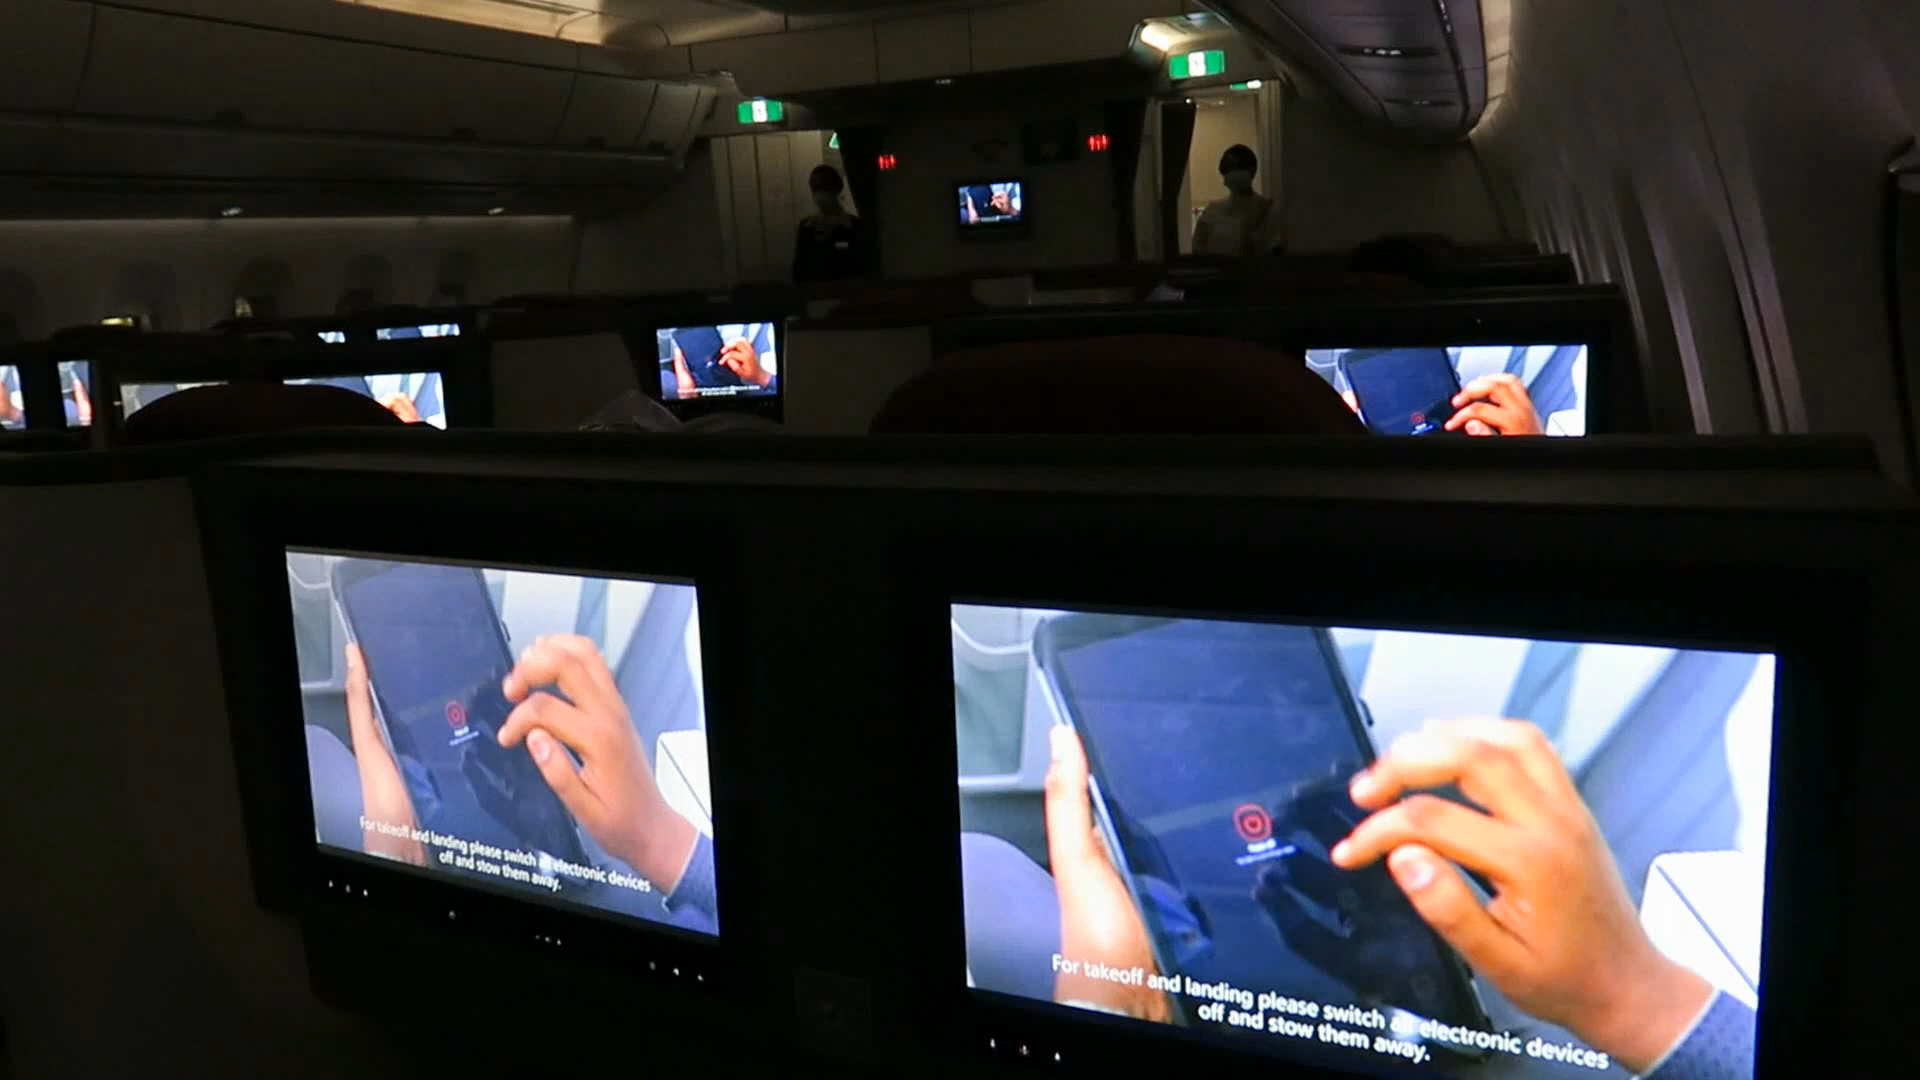 For takeoff and landing please switch all electronic devices
off and stow them away.
For takeoff and landing please switch all electronic devices
off and stow them away.